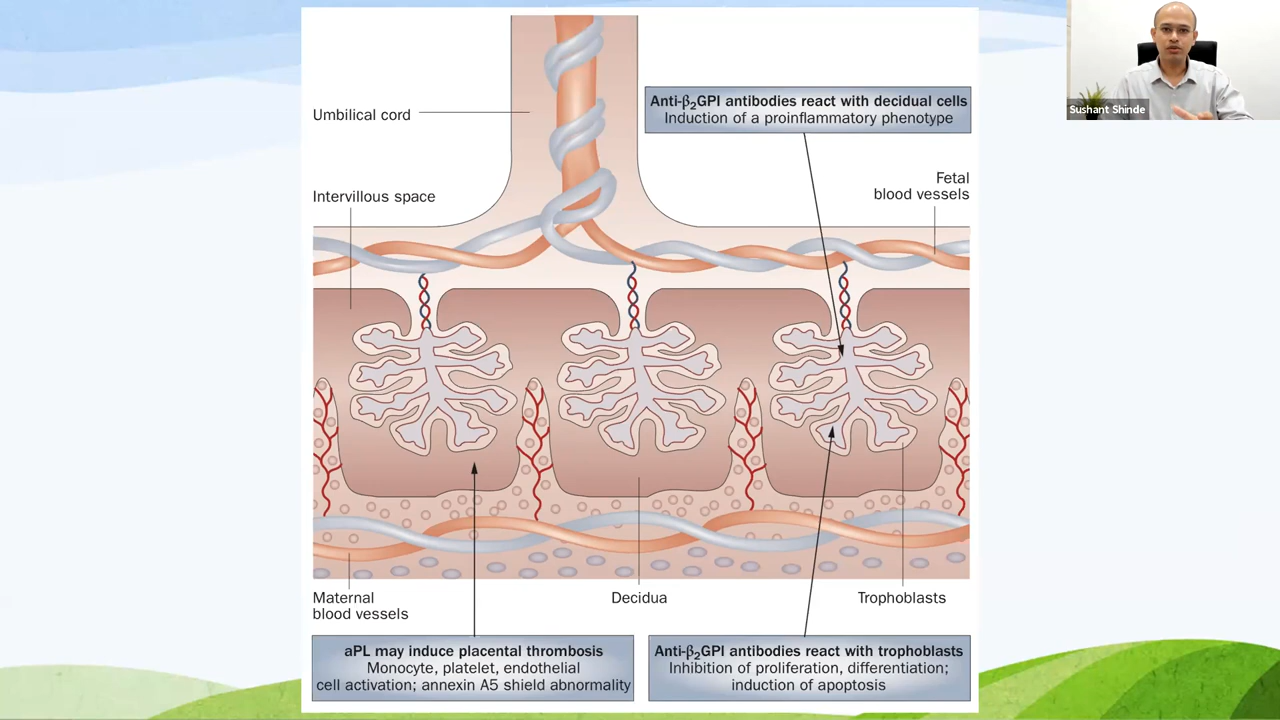 Sushant Shinde
Umbilical cord
Anti-β₂GPI antibodies react with decidual cells
Induction of a proinflammatory phenotype
Intervillous space
Fetal
blood vessels
Maternal
blood vessels
Decidua
Trophoblasts
aPL may induce placental thrombosis
Monocyte, platelet, endothelial
cell activation; annexin A5 shield abnormality
Anti-β₂GPI antibodies react with trophoblasts
Inhibition of proliferation, differentiation;
induction of apoptosis